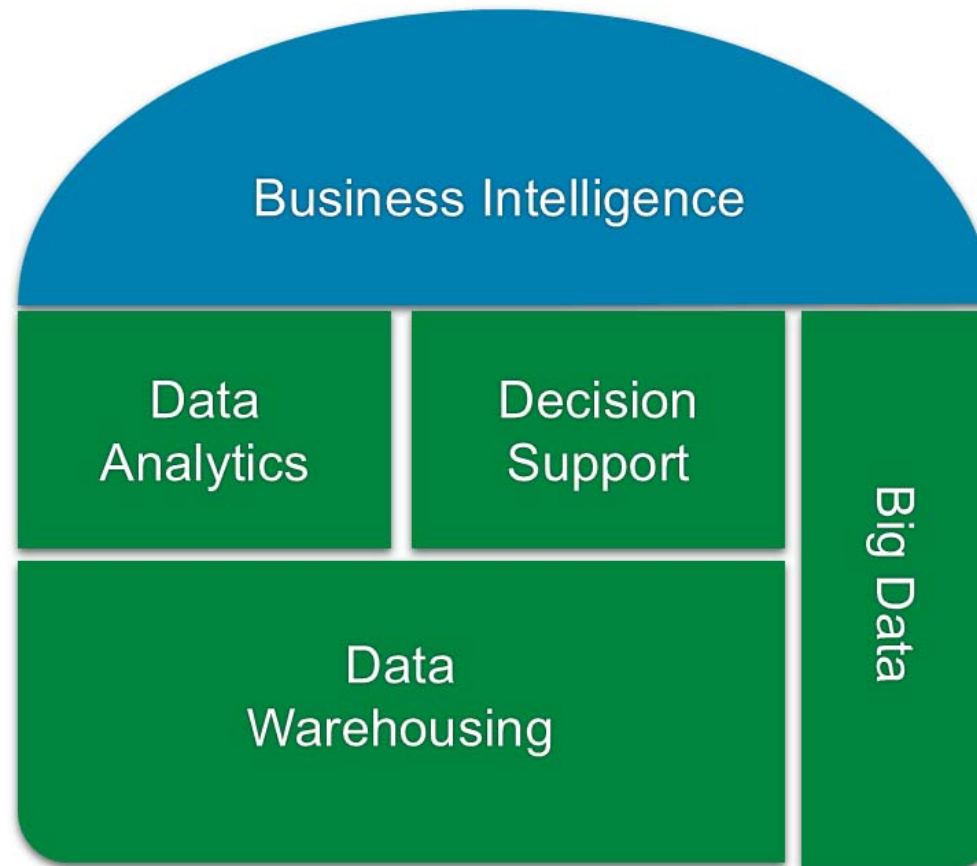 Business Intelligence
Data
Analytics
Decision
Support
Big Data
Data
Warehousing